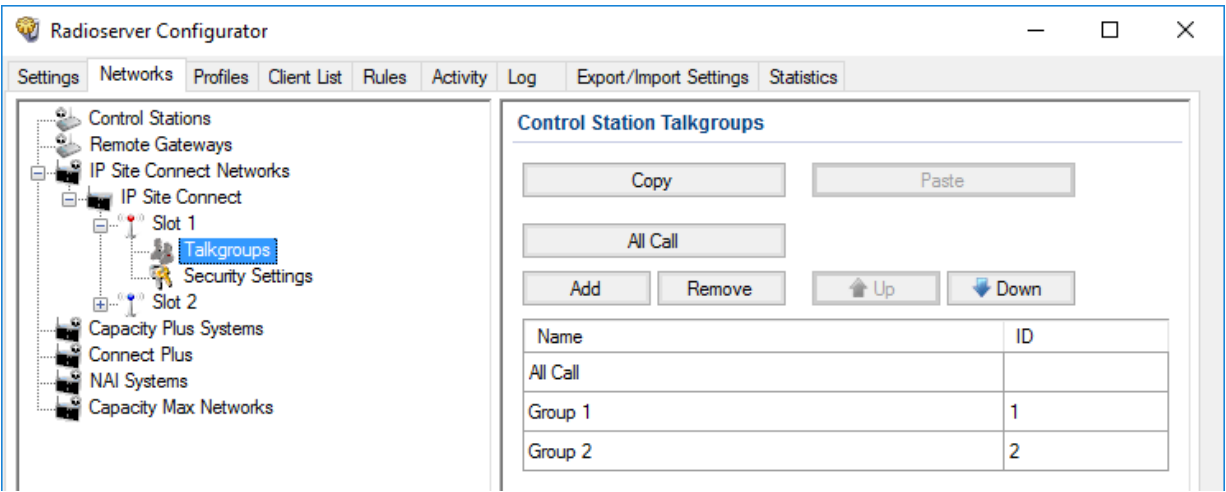 Radioserver Configurator
Settings Networks Profiles Client List Rules Activity Log Export/Import Settings Statistics
Control Stations
Remote Gateways
IP Site Connect Networks
IP Site Connect
Slot 1
Talkgroups
Security Settings
Slot 2
Capacity Plus Systems
Connect Plus
NAI Systems
Capacity Max Networks
Control Station Talkgroups
Copy Paste
All Call
Add Remove Up Down
Name ID
All Call
Group 1 1
Group 2 2